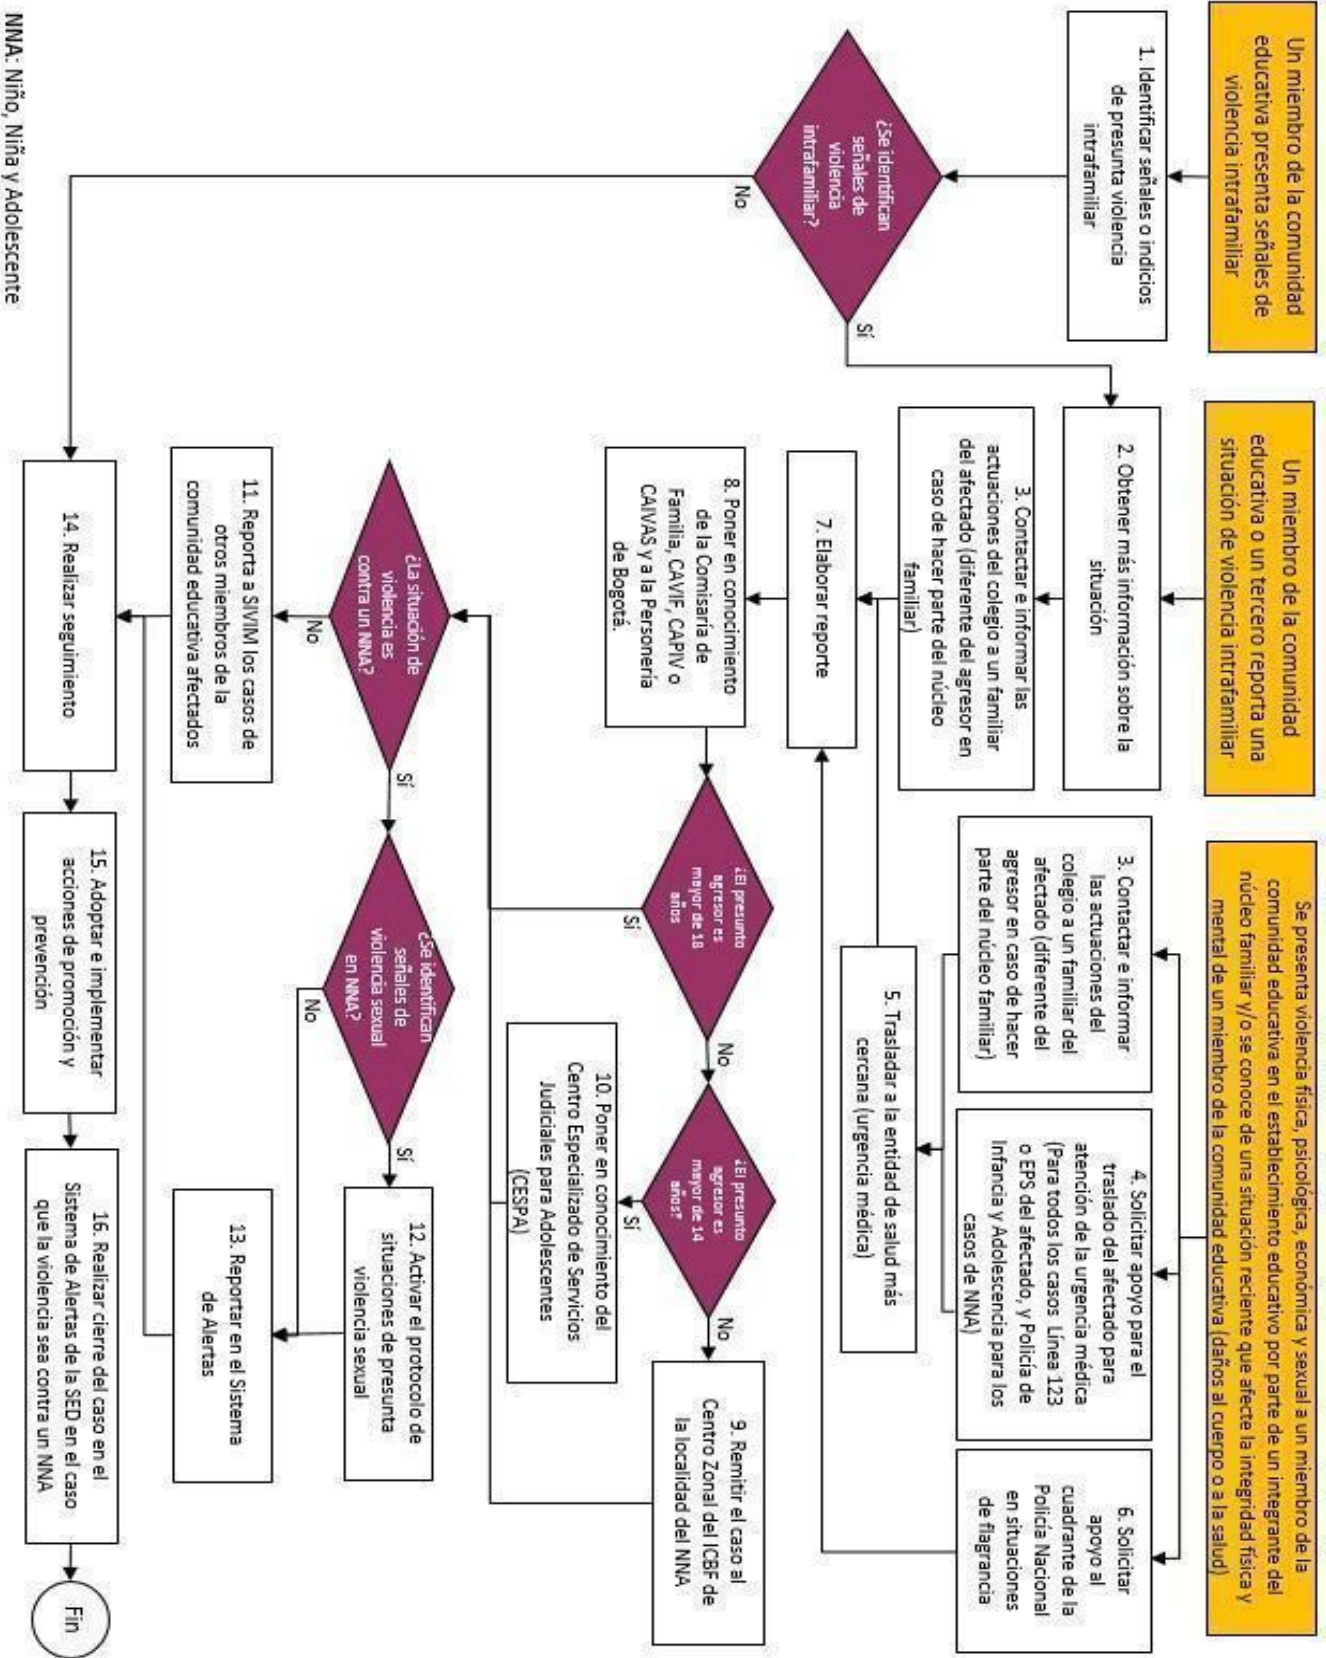 Un miembro de la comunidad
educativa presenta señales de
violencia intrafamiliar
Un miembro de la comunidad
educativa o un tercero reporta una
situación de violencia intrafamiliar
Se presenta violencia física, psicológica, económica y sexual a un miembro de la
comunidad educativa en el establecimiento educativo por parte de un integrante del
núcleo familiar y/o se conoce de una situación reciente que afecte la integridad física y
mental de un miembro de la comunidad educativa (daños al cuerpo o a la salud)
1. Identificar señales o indicios
de presunta violencia
intrafamiliar
2. Obtener más información sobre la
situación
3. Contactar e informar
las actuaciones del
colegio a un familiar del
afectado (diferente del
agresor en caso de hacer
parte del núcleo familiar)
4. Solicitar apoyo para el
traslado del afectado para
atención de la urgencia médica
(Para todos los casos Línea 123
o EPS del afectado, y Policía de
Infancia y Adolescencia para los
casos de NNA)
6. Solicitar
apoyo al
cuadrante de la
Policía Nacional
en situaciones
de flagrancia
¿Se identifican
señales de
violencia
intrafamiliar?
Sí
No
3. Contactar e informar las
actuaciones del colegio a un familiar
del afectado (diferente del agresor en
caso de hacer parte del núcleo
familiar)
5. Trasladar a la entidad de salud más
cercana (urgencia médica)
7. Elaborar reporte
8. Poner en conocimiento
de la Comisaría de
Familia, CAVIF, CAPIV o
CAIVAS y a la Personería
de Bogotá.
¿El presunto
agresor es
mayor de 18
años
No
Sí
¿El presunto
agresor es
mayor de 14
años?
No
Sí
9. Remitir el caso al
Centro Zonal del ICBF de
la localidad del NNA
10. Poner en conocimiento del
Centro Especializado de Servicios
Judiciales para Adolescentes
(CESPA)
¿La situación de
violencia es
contra un NNA?
Sí
No
¿Se identifican
señales de
violencia sexual
en NNA?
Sí
No
12. Activar el protocolo de
situaciones de presunta
violencia sexual
11. Reporta a SIVIM los casos de
otros miembros de la
comunidad educativa afectados
13. Reportar en el Sistema
de Alertas
14. Realizar seguimiento
15. Adoptar e implementar
acciones de promoción y
prevención
16. Realizar cierre del caso en el
Sistema de Alertas de la SED en el caso
que la violencia sea contra un NNA
Fin
NNA: Niño, Niña y Adolescente